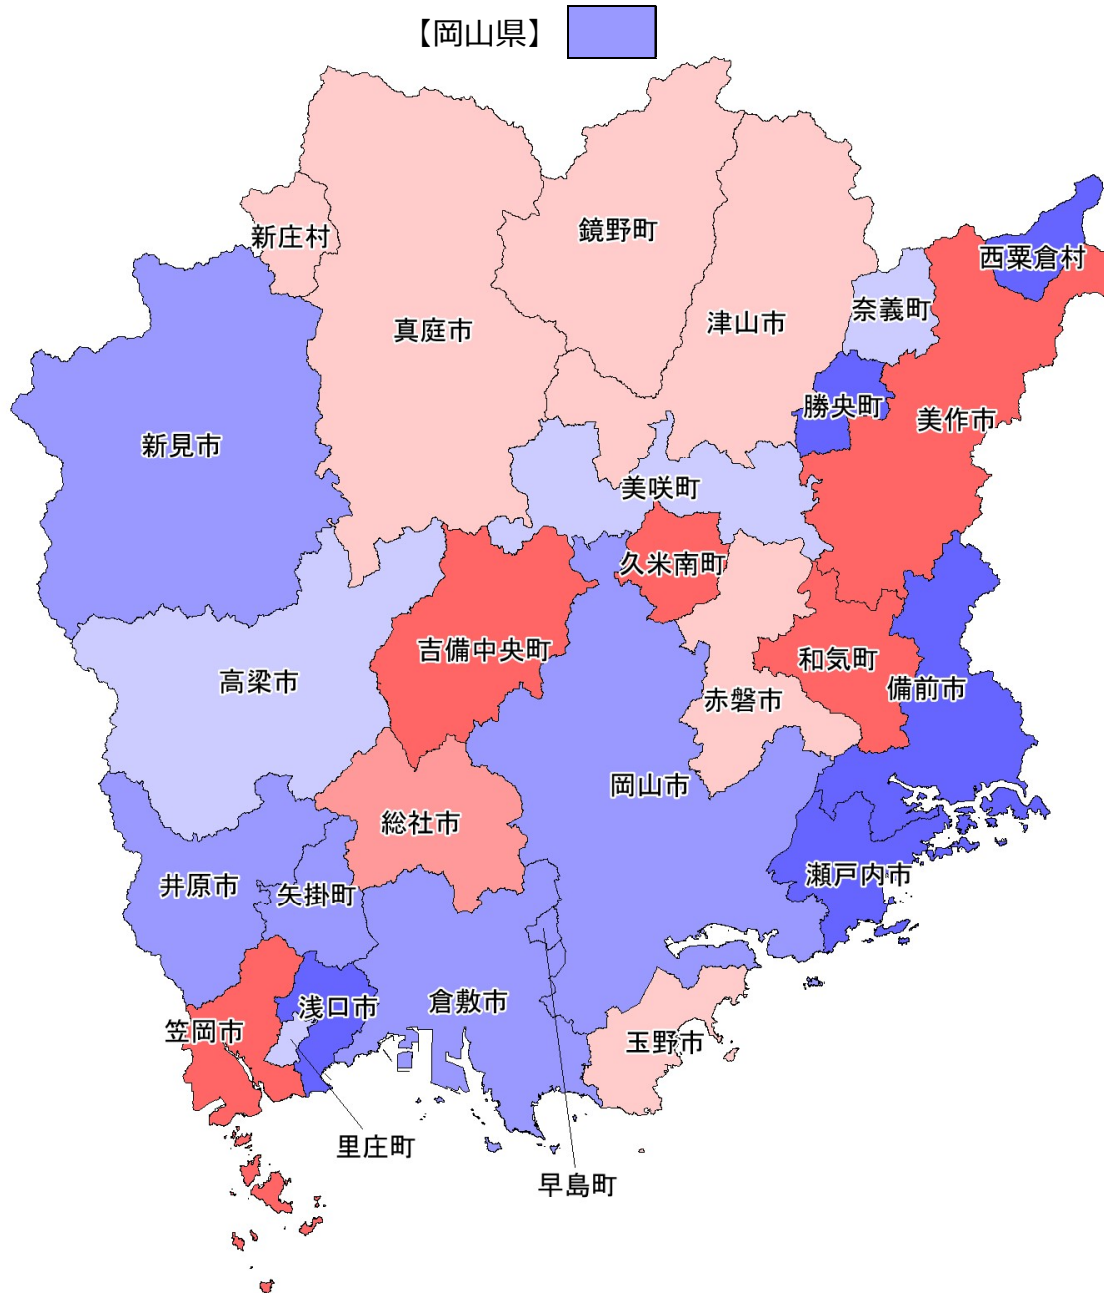 【岡山県】
新庄村
鏡野町
西粟倉村
奈義町
津山市
真庭市
勝央町
美作市
新見市
美咲町
久米南町
吉備中央町
和気町
高梁市
備前市
赤磐市
岡山市
総社市
瀬戸内市
井原市
矢掛町
倉敷市
浅口市
笠岡市
玉野市
里庄町
早島町